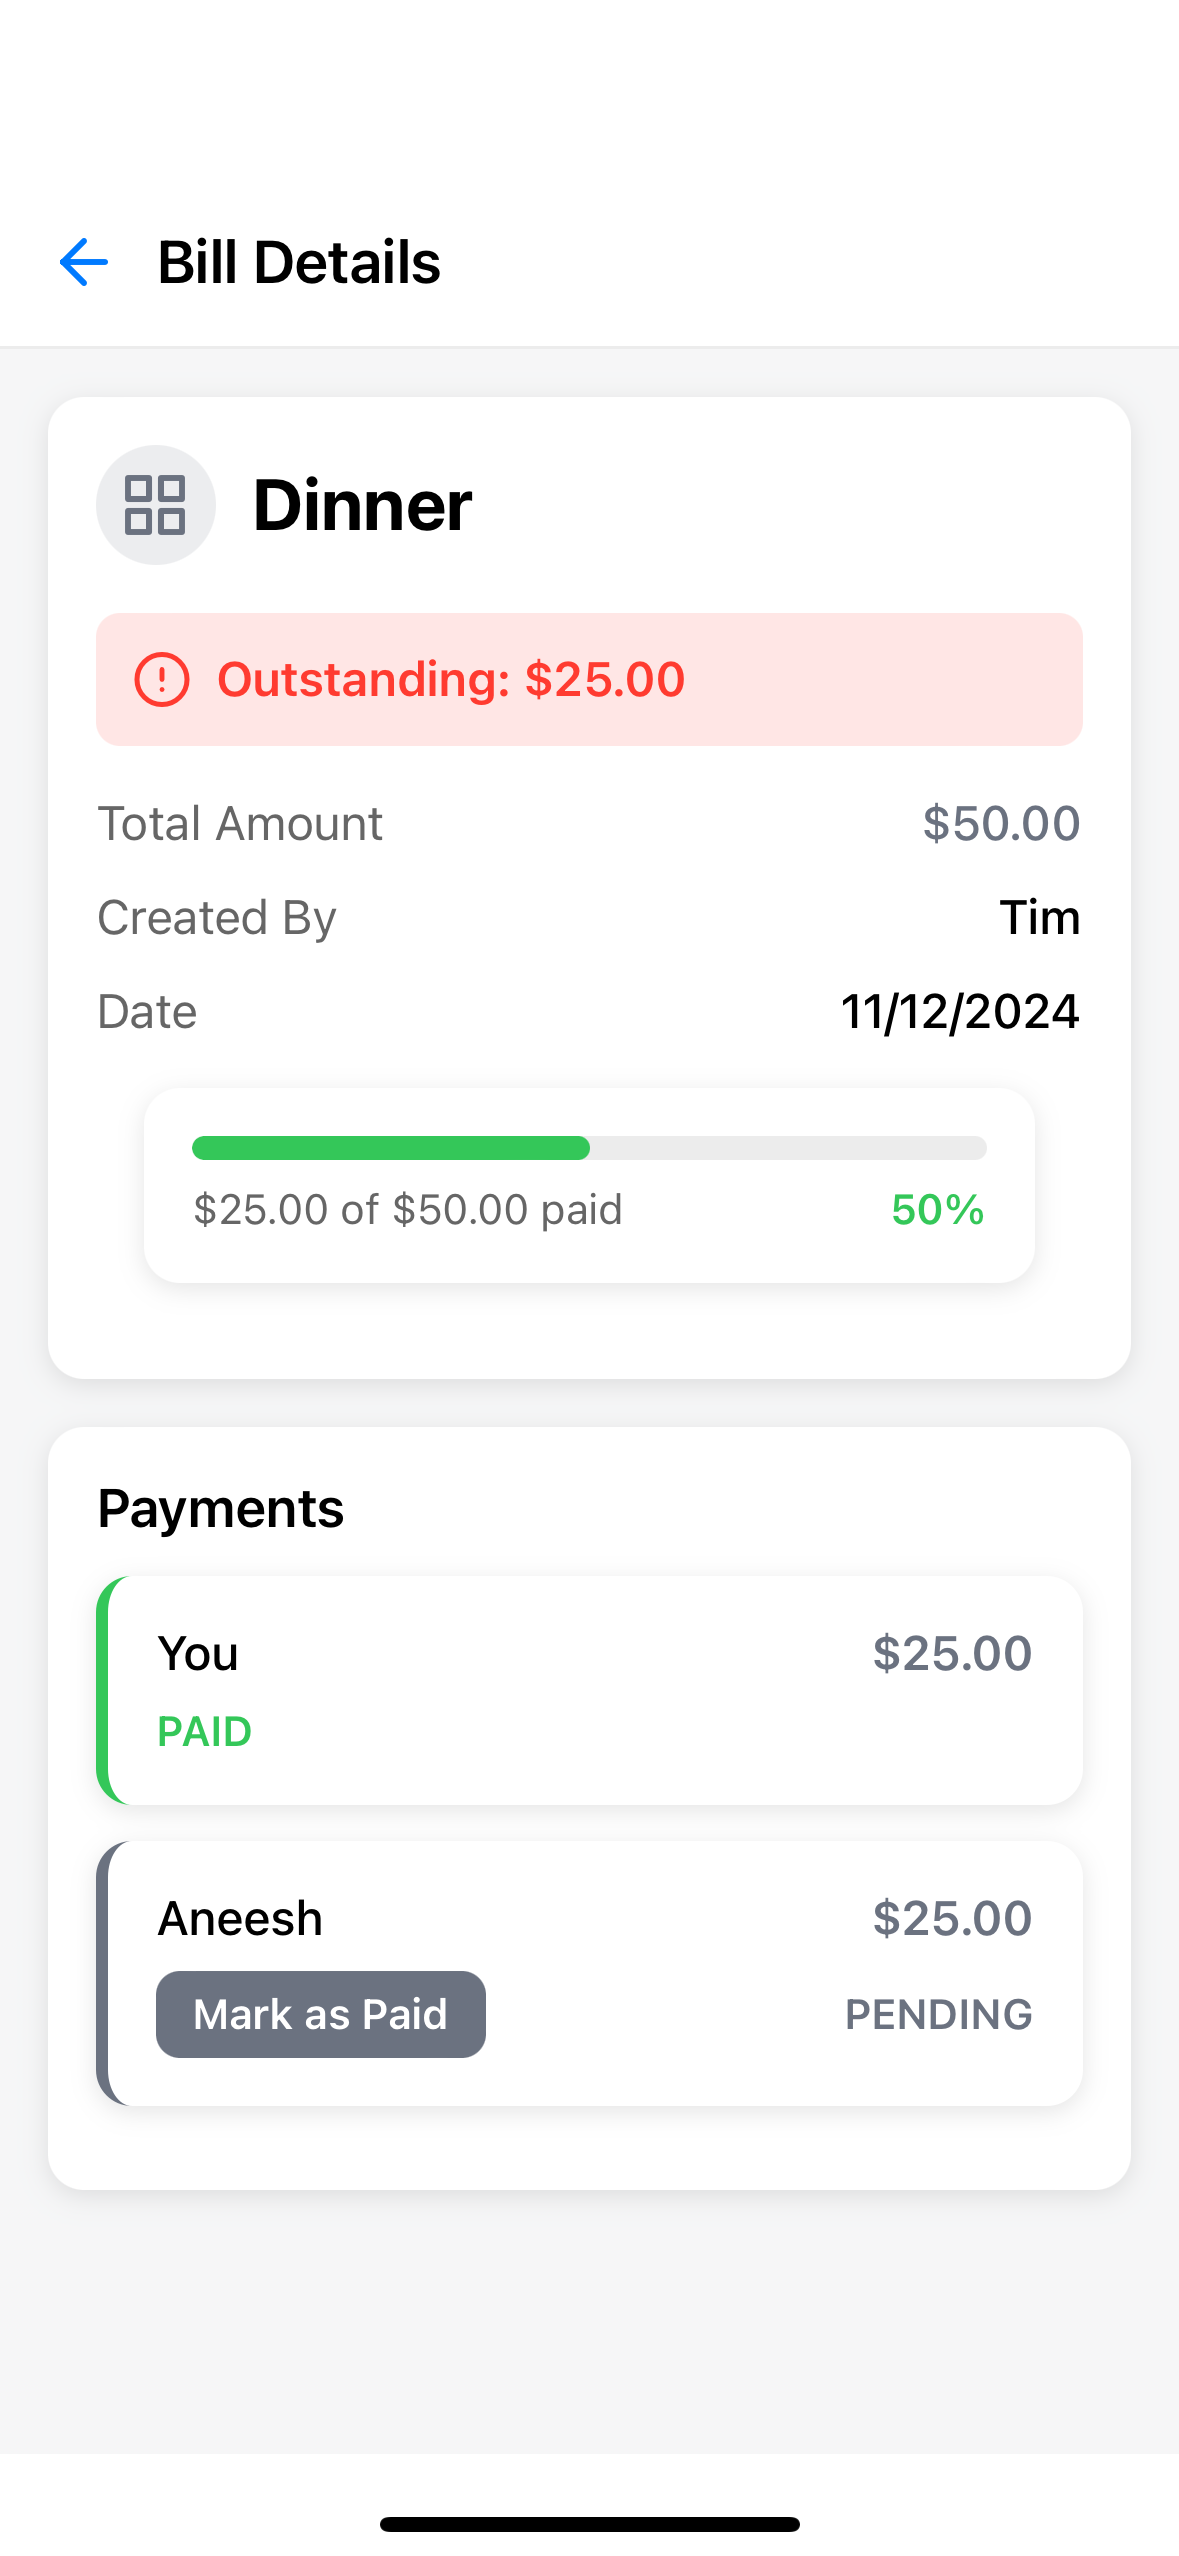 Bill Details
Dinner
Outstanding: $25.00
Total Amount $50.00
Created By Tim
Date 11/12/2024
$25.00 of $50.00 paid 50%
Payments
You $25.00
PAID
Aneesh $25.00
Mark as Paid PENDING